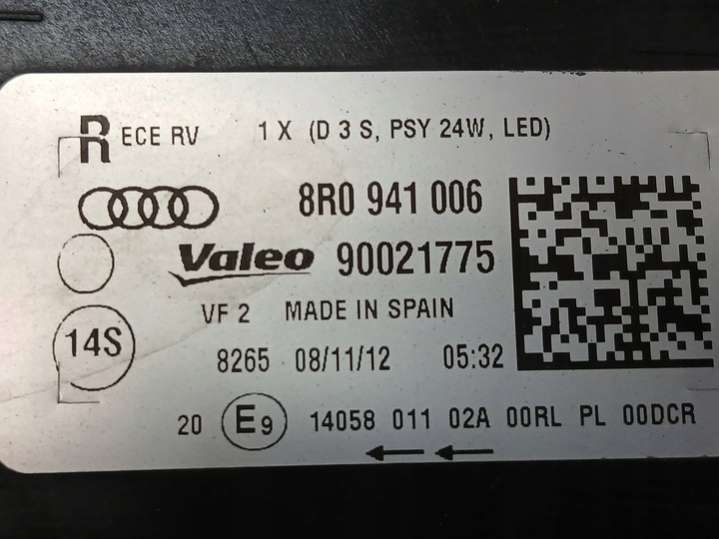 R ECE RV 1 X (D 3 S, PSY 24W, LED)
8R0 941 006
Valeo 90021775
VF 2 MADE IN SPAIN
14S
8265 08/11/12 05:32
20 E9 14058 011 02A 00RL PL 00DCR